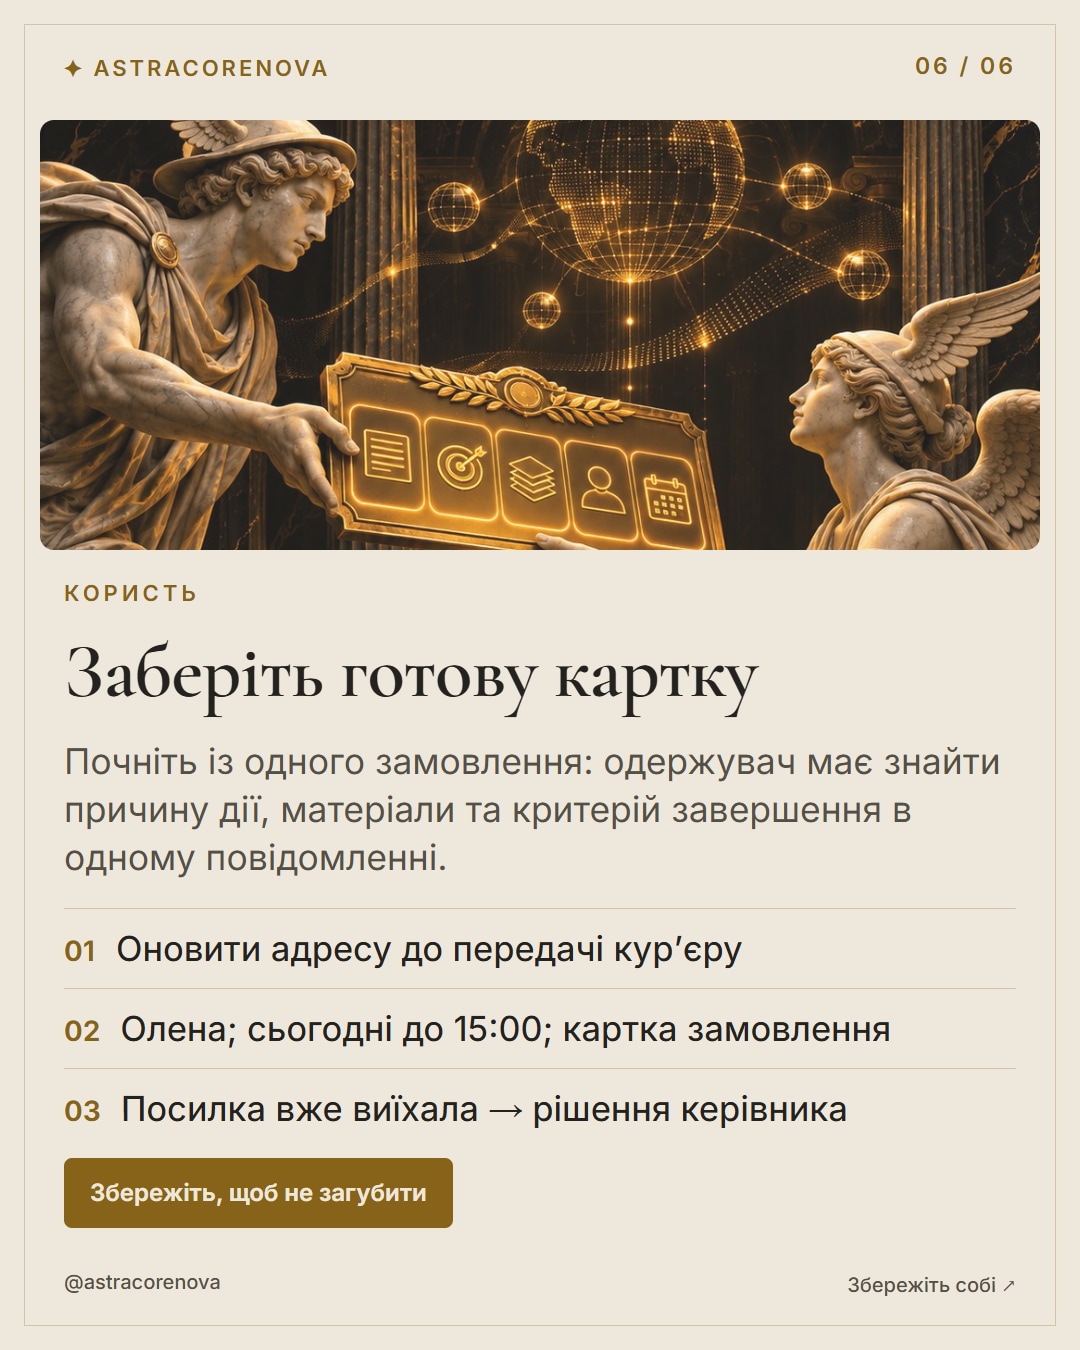 ✦ ASTRACORENOVA
06 / 06
КОРИСТЬ
Заберіть готову картку
Почніть із одного замовлення: одержувач має знайти
причину дії, матеріали та критерій завершення в
одному повідомленні.
01 Оновити адресу до передачі кур’єру
02 Олена; сьогодні до 15:00; картка замовлення
03 Посилка вже виїхала → рішення керівника
Збережіть, щоб не загубити
@astracorenova
Збережіть собі ↗